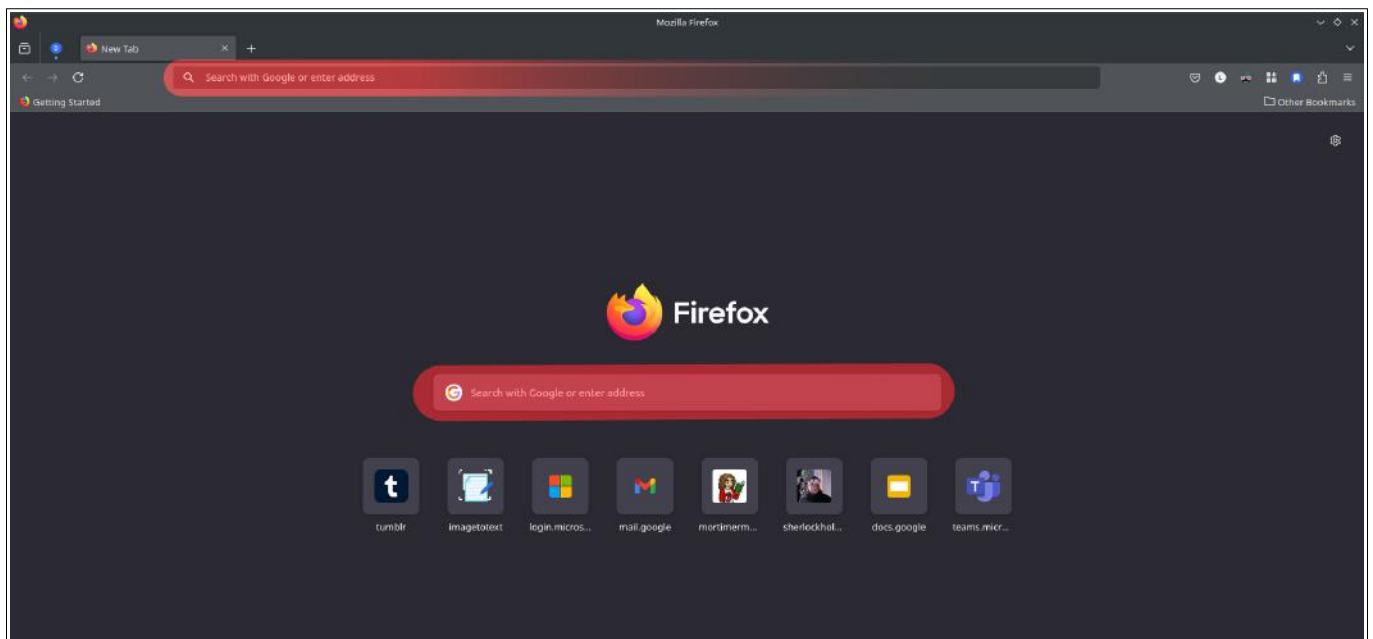 Mozilla Firefox
New Tab
Search with Google or enter address
Getting Started
Other Bookmarks
Firefox
Search with Google or enter address
tumblr imagetotext login.micros... mail.google mortimerm... sherlockhol... docs.google teams.micr...